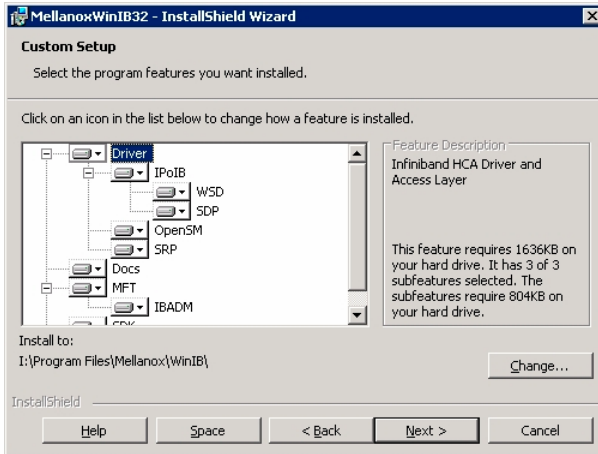 MellanoxWinIB32 - InstallShield Wizard
Custom Setup
Select the program features you want installed.
Click on an icon in the list below to change how a feature is installed.
Driver
IPoIB
WSD
SDP
OpenSM
SRP
Docs
MFT
IBADM
SDK
Feature Description
Infiniband HCA Driver and
Access Layer
This feature requires 1636KB on
your hard drive. It has 3 of 3
subfeatures selected. The
subfeatures require 804KB on
your hard drive.
Install to:
I:\Program Files\Mellanox\WinIB\
Change...
InstallShield
Help
Space
< Back
Next >
Cancel